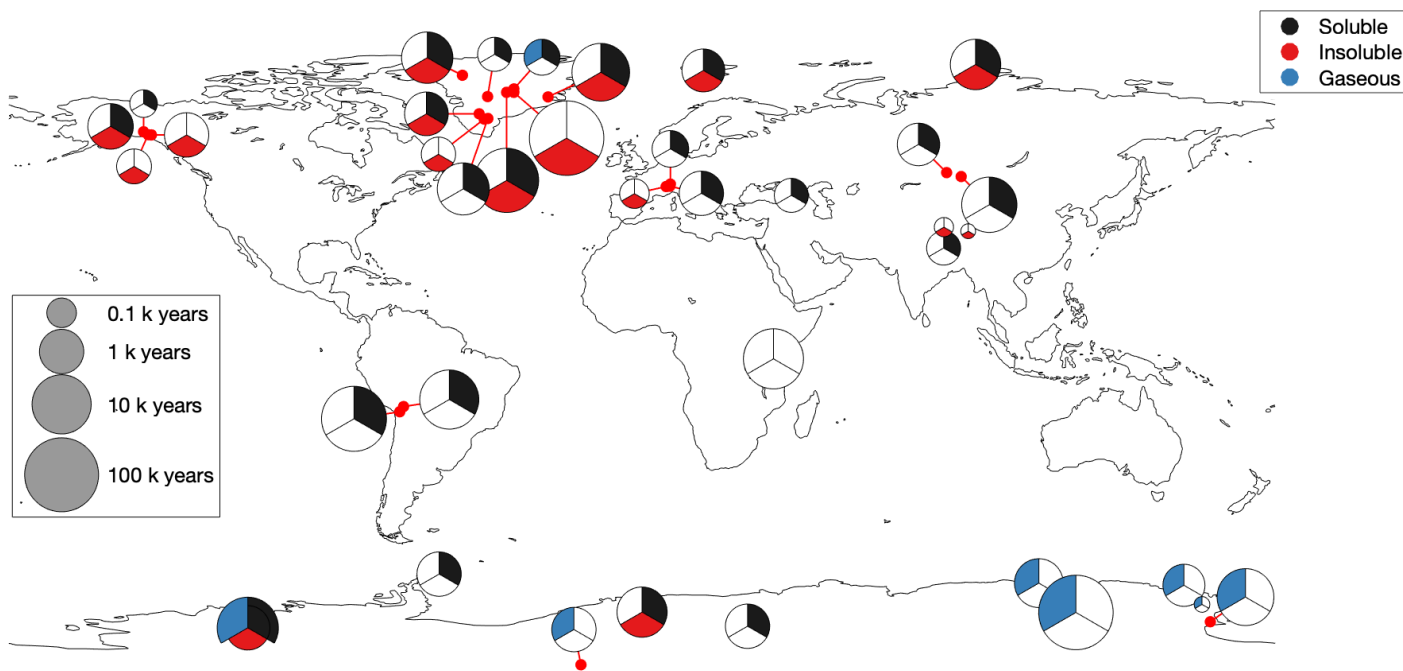 Soluble
Insoluble
Gaseous
0.1 k years
1 k years
10 k years
100 k years